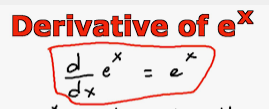 Derivative of eˣ
d/dx eˣ = eˣ